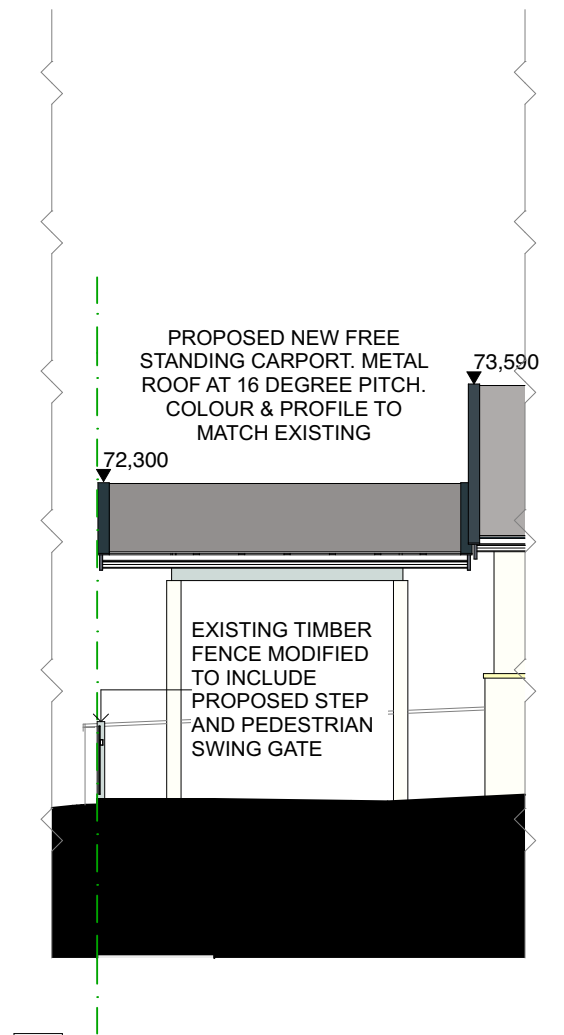 PROPOSED NEW FREE
STANDING CARPORT. METAL
ROOF AT 16 DEGREE PITCH.
COLOUR & PROFILE TO
MATCH EXISTING
73,590
72,300
EXISTING TIMBER
FENCE MODIFIED
TO INCLUDE
PROPOSED STEP
AND PEDESTRIAN
SWING GATE